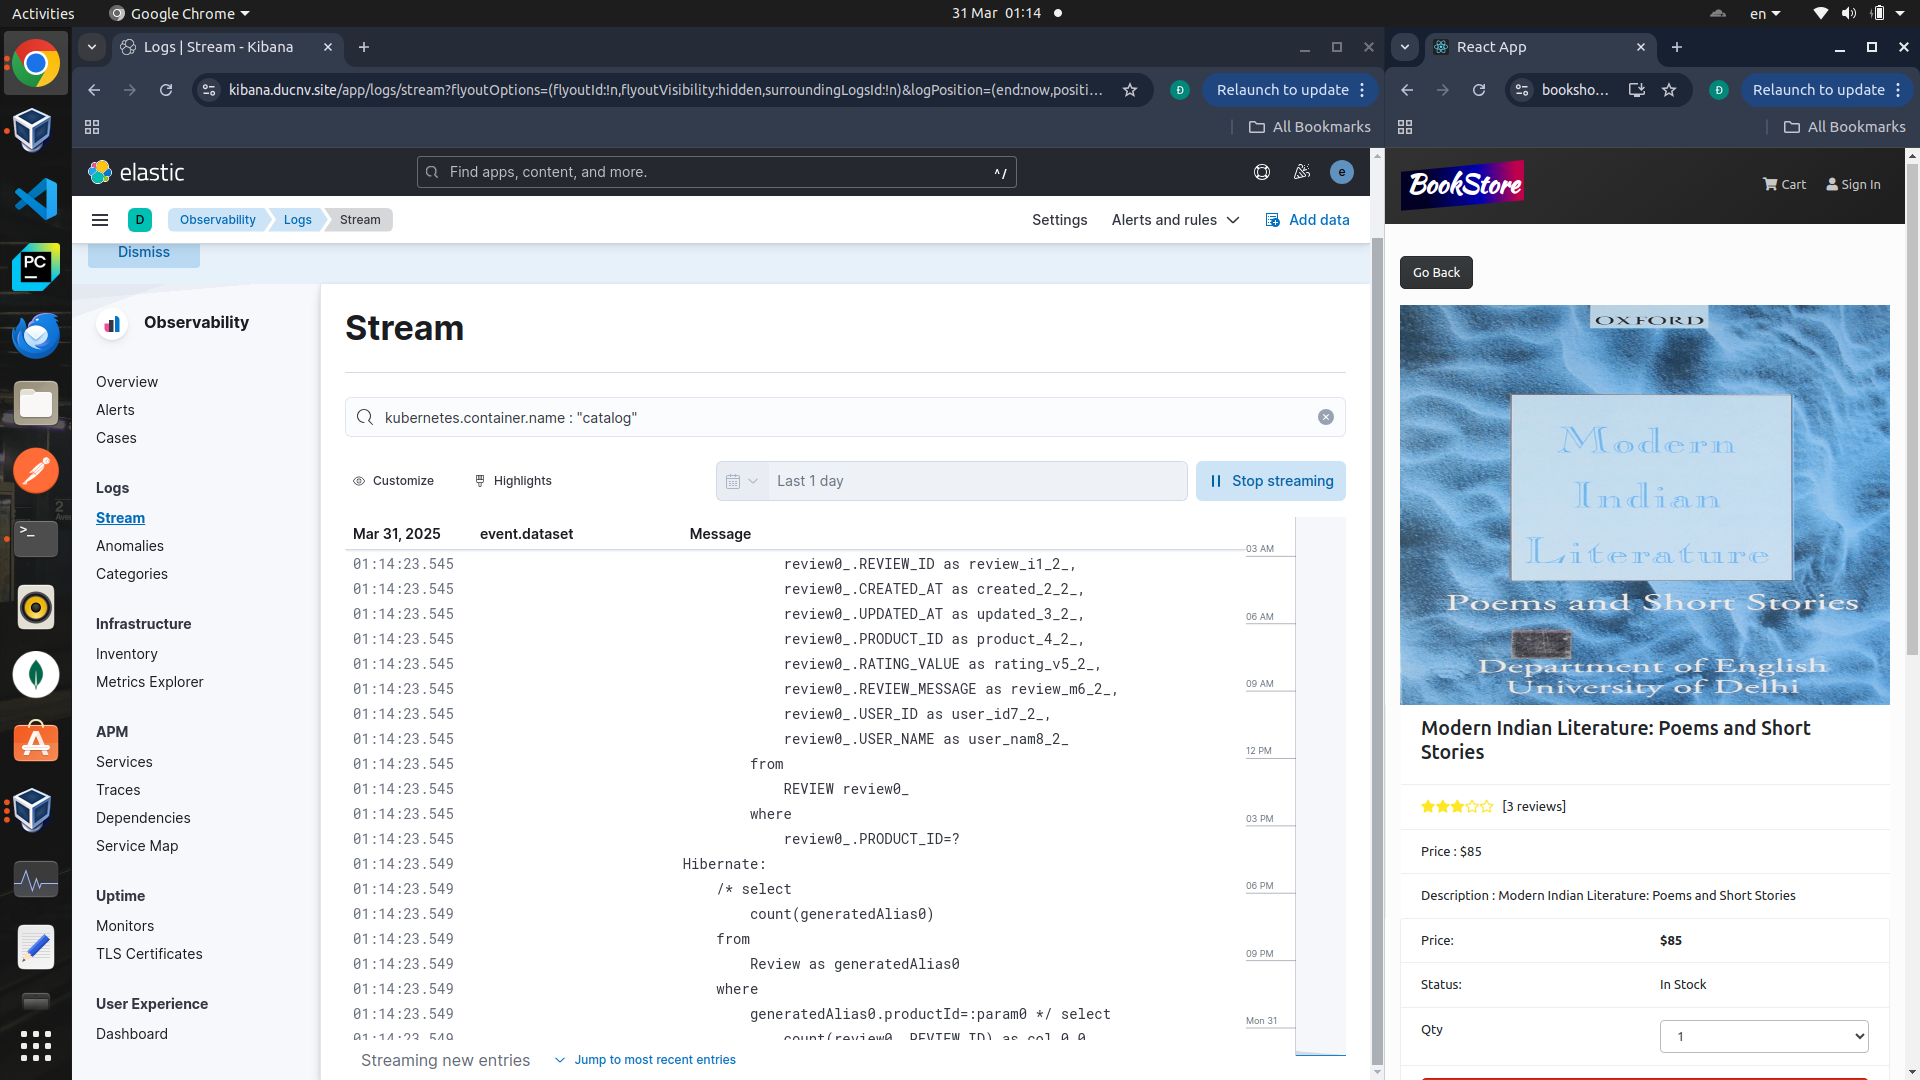 Activities
Google Chrome
31 Mar 01:14
en
Logs | Stream - Kibana
kibana.ducnv.site/app/logs/stream?flyoutOptions=(flyoutId:!n,flyoutVisibility:hidden,surroundingLogsId:!n)&logPosition=(end:now,positi...
Đ
Relaunch to update
All Bookmarks
elastic
Find apps, content, and more.
^/
e
D
Observability
Logs
Stream
Settings
Alerts and rules
Add data
Dismiss
Observability
Overview
Alerts
Cases
Logs
Stream
Anomalies
Categories
Infrastructure
Inventory
Metrics Explorer
APM
Services
Traces
Dependencies
Service Map
Uptime
Monitors
TLS Certificates
User Experience
Dashboard
Stream
kubernetes.container.name : "catalog"
Customize
Highlights
Last 1 day
Stop streaming
Mar 31, 2025 event.dataset Message
01:14:23.545 review0_.REVIEW_ID as review_i1_2_,
01:14:23.545 review0_.CREATED_AT as created_2_2_,
01:14:23.545 review0_.UPDATED_AT as updated_3_2_,
01:14:23.545 review0_.PRODUCT_ID as product_4_2_,
01:14:23.545 review0_.RATING_VALUE as rating_v5_2_,
01:14:23.545 review0_.REVIEW_MESSAGE as review_m6_2_,
01:14:23.545 review0_.USER_ID as user_id7_2_,
01:14:23.545 review0_.USER_NAME as user_nam8_2_
01:14:23.545 from
01:14:23.545 REVIEW review0_
01:14:23.545 where
01:14:23.545 review0_.PRODUCT_ID=?
01:14:23.549 Hibernate:
01:14:23.549 /* select
01:14:23.549 count(generatedAlias0)
01:14:23.549 from
01:14:23.549 Review as generatedAlias0
01:14:23.549 where
01:14:23.549 generatedAlias0.productId=:param0 */ select
01:14:23.549 count(review0_.REVIEW_ID) as col_0_0_
03 AM
06 AM
09 AM
12 PM
03 PM
06 PM
09 PM
Mon 31
Streaming new entries
Jump to most recent entries
React App
booksho...
Đ
Relaunch to update
All Bookmarks
BookStore
Cart
Sign In
Go Back
OXFORD
Modern
Indian
Literature
Poems and Short Stories
Department of English
University of Delhi
Modern Indian Literature: Poems and Short
Stories
[3 reviews]
Price : $85
Description : Modern Indian Literature: Poems and Short Stories
Price: $85
Status: In Stock
Qty 1
PC
>_